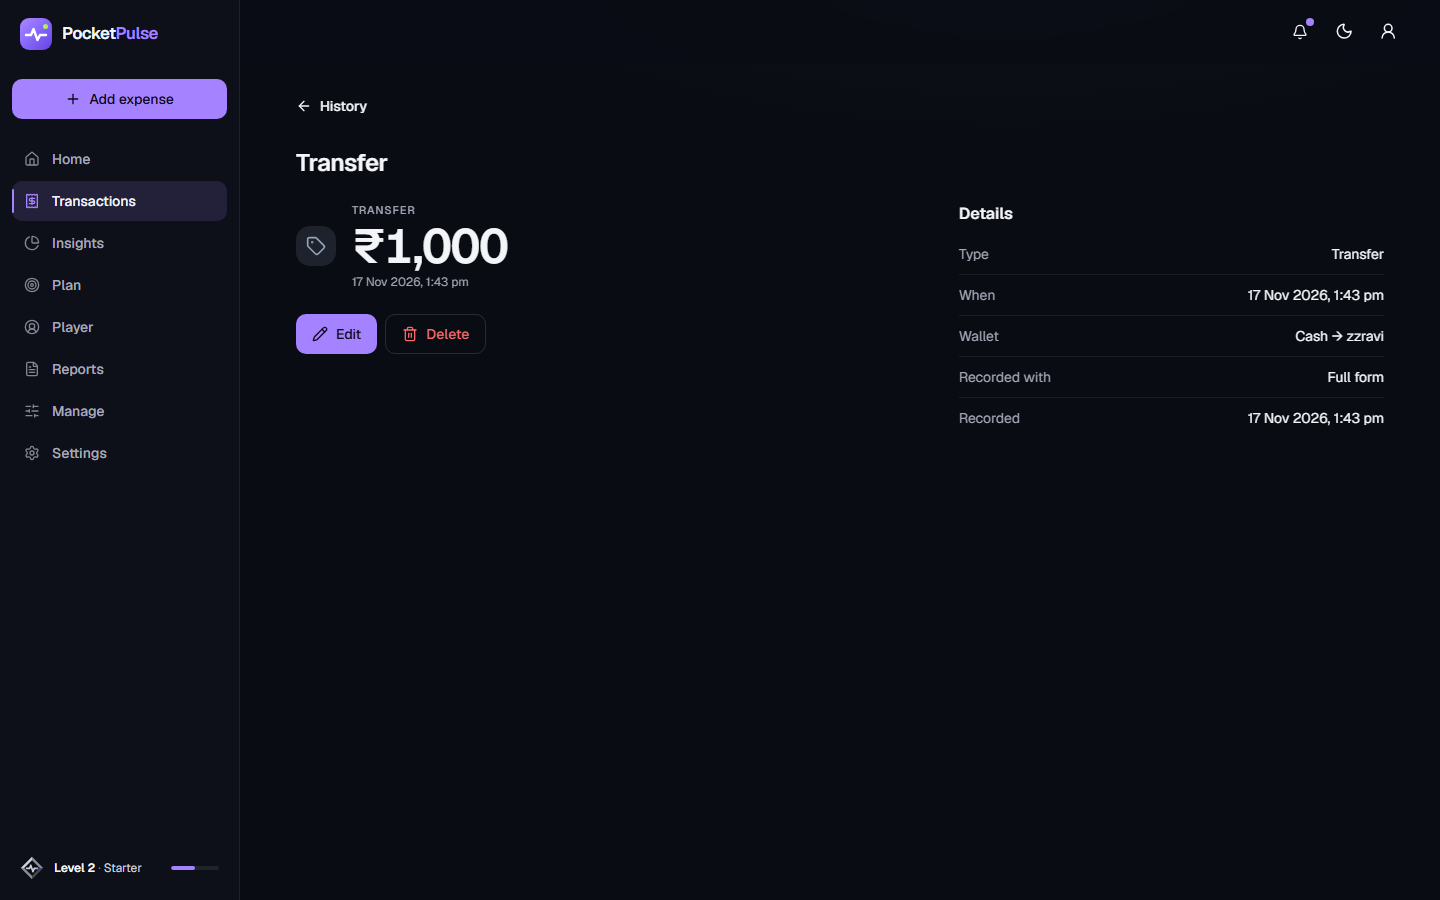 PocketPulse
Add expense
Home
Transactions
Insights
Plan
Player
Reports
Manage
Settings
Level 2 · Starter
History
Transfer
TRANSFER
₹1,000
17 Nov 2026, 1:43 pm
Edit
Delete
Details
Type Transfer
When 17 Nov 2026, 1:43 pm
Wallet Cash → zzravi
Recorded with Full form
Recorded 17 Nov 2026, 1:43 pm